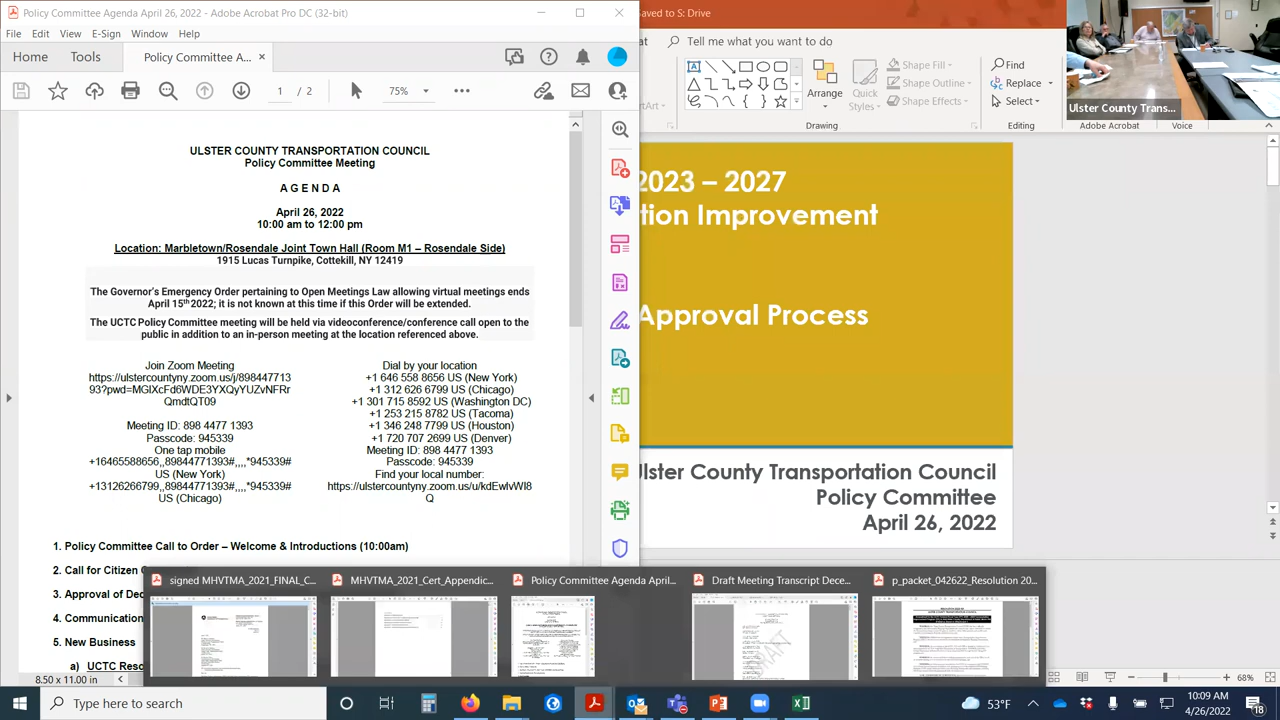 Policy Committee Agenda April 26, 2022 - Adobe Acrobat Pro DC (32-bit)
File Edit View E-Sign Window Help
Home Tools Policy Committee A... ×
1 / 2 75%
ULSTER COUNTY TRANSPORTATION COUNCIL
Policy Committee Meeting
A G E N D A
April 26, 2022
10:00 am to 12:00 pm
Location: Marbletown/Rosendale Joint Town Hall (Room M1 – Rosendale Side)
1915 Lucas Turnpike, Cottekill, NY 12419
The Governor's Emergency Order pertaining to Open Meetings Law allowing virtual meetings ends
April 15th 2022; it is not known at this time if this Order will be extended.
The UCTC Policy Committee meeting will be held via videoconference/conference call open to the
public in addition to an in-person meeting at the location referenced above.
Join Zoom Meeting
https://ulstercountyny.zoom.us/j/898447713
93?pwd=MGlXcFd6WDE3YXQyYUZvNFRr
QmdtQT09
Meeting ID: 898 4477 1393
Passcode: 945339
One tap mobile
+16465588656,,89844771393#,,,,*945339#
US (New York)
+13126266799,,89844771393#,,,,*945339#
US (Chicago)
Dial by your location
+1 646 558 8656 US (New York)
+1 312 626 6799 US (Chicago)
+1 301 715 8592 US (Washington DC)
+1 253 215 8782 US (Tacoma)
+1 346 248 7799 US (Houston)
+1 720 707 2699 US (Denver)
Meeting ID: 898 4477 1393
Passcode: 945339
Find your local number:
https://ulstercountyny.zoom.us/u/kdEwlvWI8
Q
1. Policy Committee Call to Order – Welcome & Introductions (10:00am)
2. Call for Citizen C
3. Approval of Dec
4. Communication
5. New Business
a) UCTC Reso
8.50 x 11.00 in
aved to S: Drive
at Tell me what you want to do
artArt
Arrange
Quick
Styles
Shape Fill
Shape Outline
Shape Effects
Drawing
Find
Replace
Select
Editing
Adobe Acrobat
Voice
Ulster County Trans...
2023 – 2027
tion Improvement
Approval Process
Ulster County Transportation Council
Policy Committee
April 26, 2022
signed MHVTMA_2021_FINAL_C...
MHVTMA_2021_Cert_Appendic...
Policy Committee Agenda April...
Draft Meeting Transcript Dece...
p_packet_042622_Resolution 20...
68%
Type here to search
53°F
10:09 AM
4/26/2022
18